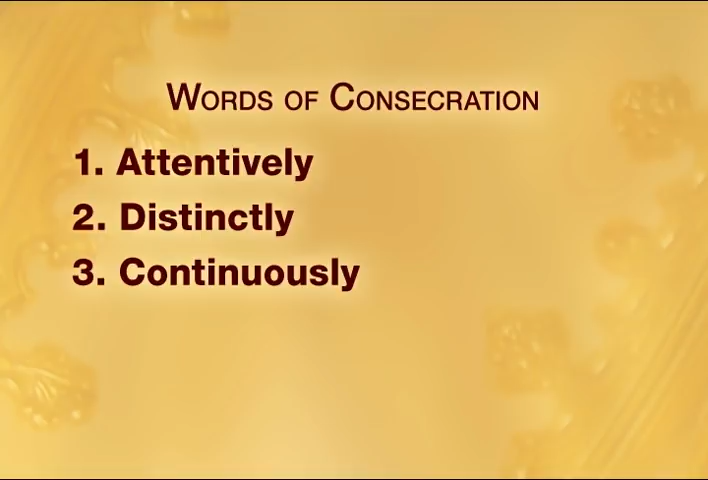 Words of Consecration
1. Attentively
2. Distinctly
3. Continuously